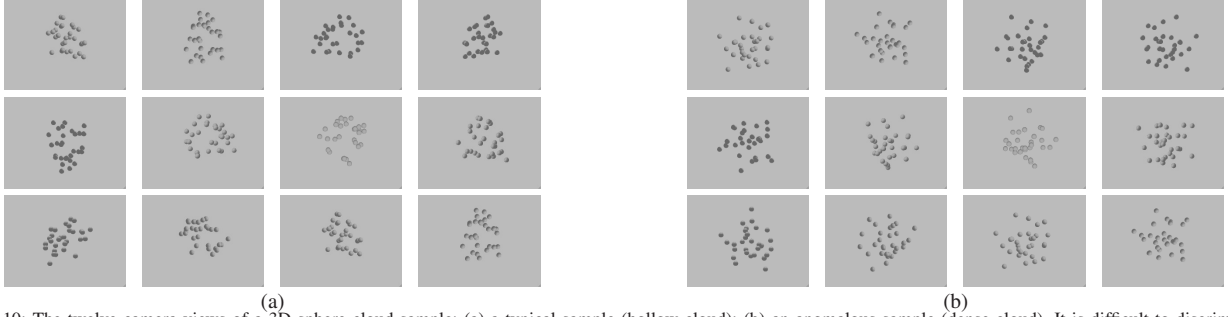 (a)
(b)
10: The twelve camera views of a 3D sphere cloud sample: (a) a typical sample (hollow cloud); (b) an anomalous sample (dense cloud). It is difficult to